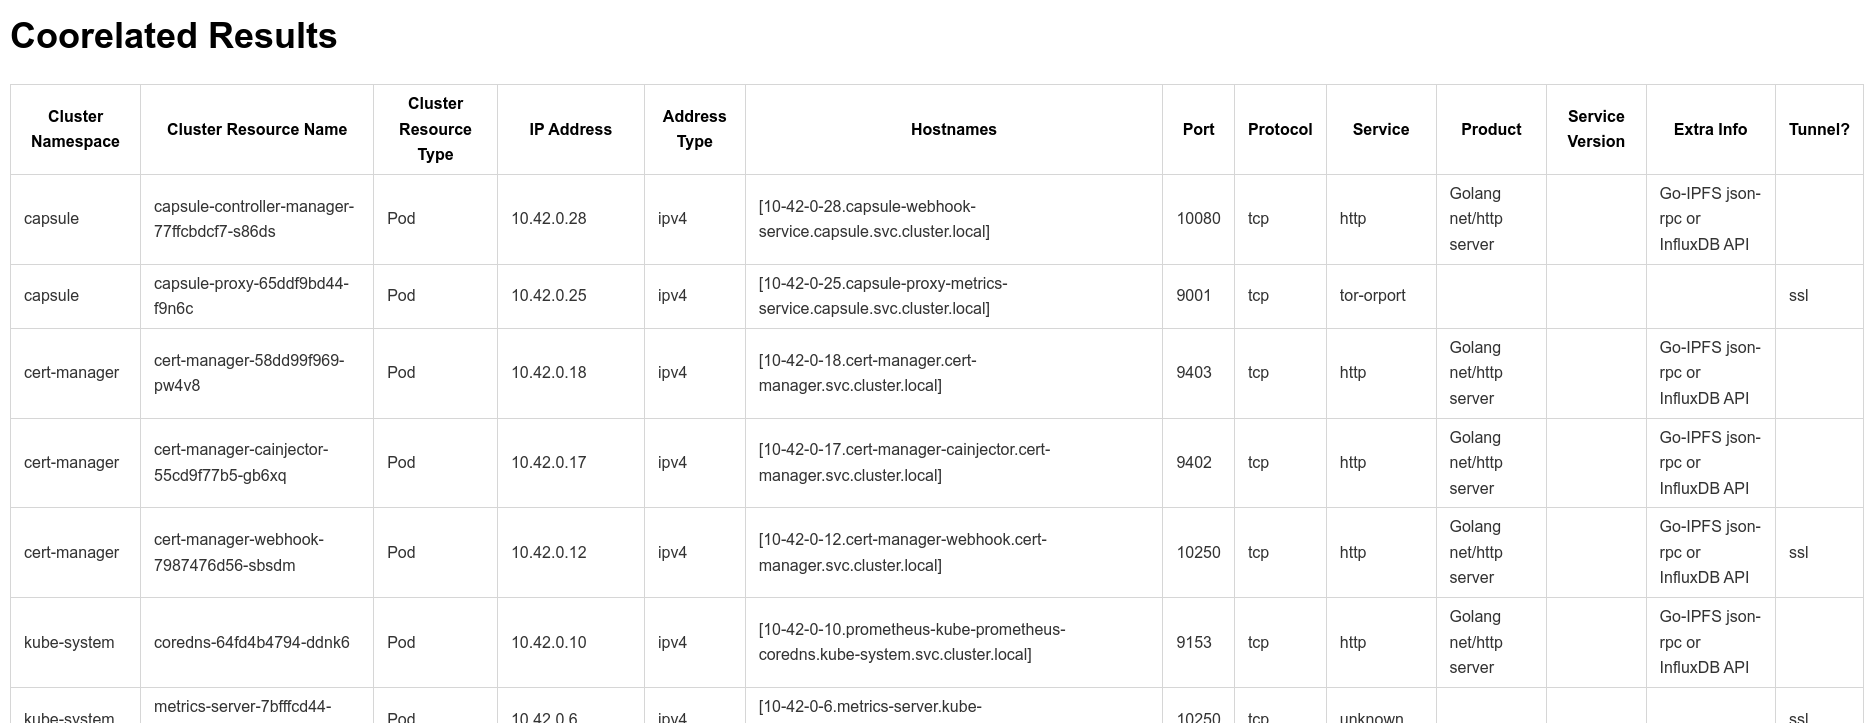 Coorelated Results
Cluster Namespace | Cluster Resource Name | Cluster Resource Type | IP Address | Address Type | Hostnames | Port | Protocol | Service | Product | Service Version | Extra Info | Tunnel?
capsule | capsule-controller-manager-77ffcbdcf7-s86ds | Pod | 10.42.0.28 | ipv4 | [10-42-0-28.capsule-webhook-service.capsule.svc.cluster.local] | 10080 | tcp | http | Golang net/http server | | Go-IPFS json-rpc or InfluxDB API |
capsule | capsule-proxy-65ddf9bd44-f9n6c | Pod | 10.42.0.25 | ipv4 | [10-42-0-25.capsule-proxy-metrics-service.capsule.svc.cluster.local] | 9001 | tcp | tor-orport | | | | ssl
cert-manager | cert-manager-58dd99f969-pw4v8 | Pod | 10.42.0.18 | ipv4 | [10-42-0-18.cert-manager.cert-manager.svc.cluster.local] | 9403 | tcp | http | Golang net/http server | | Go-IPFS json-rpc or InfluxDB API |
cert-manager | cert-manager-cainjector-55cd9f77b5-gb6xq | Pod | 10.42.0.17 | ipv4 | [10-42-0-17.cert-manager-cainjector.cert-manager.svc.cluster.local] | 9402 | tcp | http | Golang net/http server | | Go-IPFS json-rpc or InfluxDB API |
cert-manager | cert-manager-webhook-7987476d56-sbsdm | Pod | 10.42.0.12 | ipv4 | [10-42-0-12.cert-manager-webhook.cert-manager.svc.cluster.local] | 10250 | tcp | http | Golang net/http server | | Go-IPFS json-rpc or InfluxDB API | ssl
kube-system | coredns-64fd4b4794-ddnk6 | Pod | 10.42.0.10 | ipv4 | [10-42-0-10.prometheus-kube-prometheus-coredns.kube-system.svc.cluster.local] | 9153 | tcp | http | Golang net/http server | | Go-IPFS json-rpc or InfluxDB API |
kube-system | metrics-server-7bfffcd44- | Pod | 10.42.0.6 | ipv4 | [10-42-0-6.metrics-server.kube- | 10250 | tcp | unknown | | | | ssl